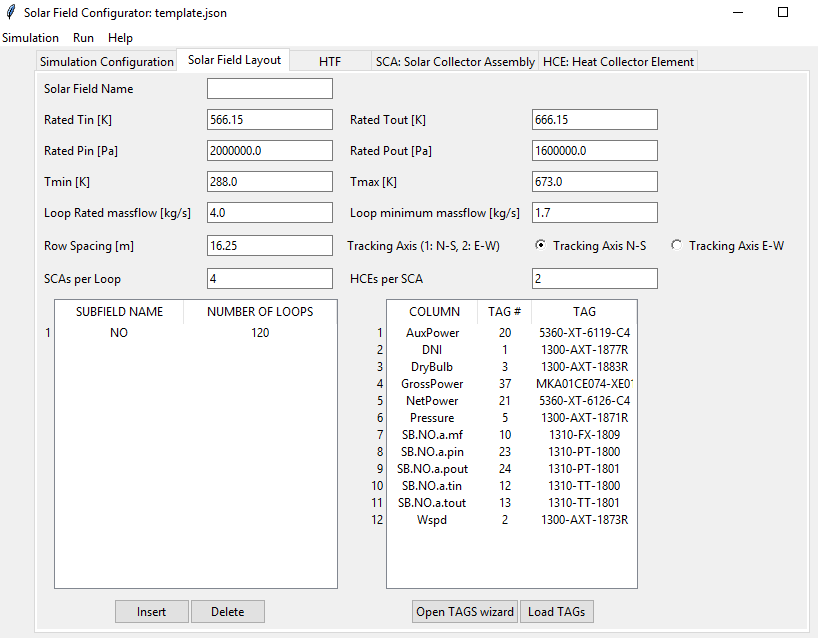 Solar Field Configurator: template.json
Simulation Run Help
Simulation Configuration Solar Field Layout HTF SCA: Solar Collector Assembly HCE: Heat Collector Element
Solar Field Name
Rated Tin [K] 566.15 Rated Tout [K] 666.15
Rated Pin [Pa] 2000000.0 Rated Pout [Pa] 1600000.0
Tmin [K] 288.0 Tmax [K] 673.0
Loop Rated massflow [kg/s] 4.0 Loop minimum massflow [kg/s] 1.7
Row Spacing [m] 16.25 Tracking Axis (1: N-S, 2: E-W) Tracking Axis N-S Tracking Axis E-W
SCAs per Loop 4 HCEs per SCA 2
SUBFIELD NAME NUMBER OF LOOPS
1 NO 120
COLUMN TAG # TAG
1 AuxPower 20 5360-XT-6119-C4
2 DNI 1 1300-AXT-1877R
3 DryBulb 3 1300-AXT-1883R
4 GrossPower 37 MKA01CE074-XE01
5 NetPower 21 5360-XT-6126-C4
6 Pressure 5 1300-AXT-1871R
7 SB.NO.a.mf 10 1310-FX-1809
8 SB.NO.a.pin 23 1310-PT-1800
9 SB.NO.a.pout 24 1310-PT-1801
10 SB.NO.a.tin 12 1310-TT-1800
11 SB.NO.a.tout 13 1310-TT-1801
12 Wspd 2 1300-AXT-1873R
Insert Delete
Open TAGS wizard Load TAGs